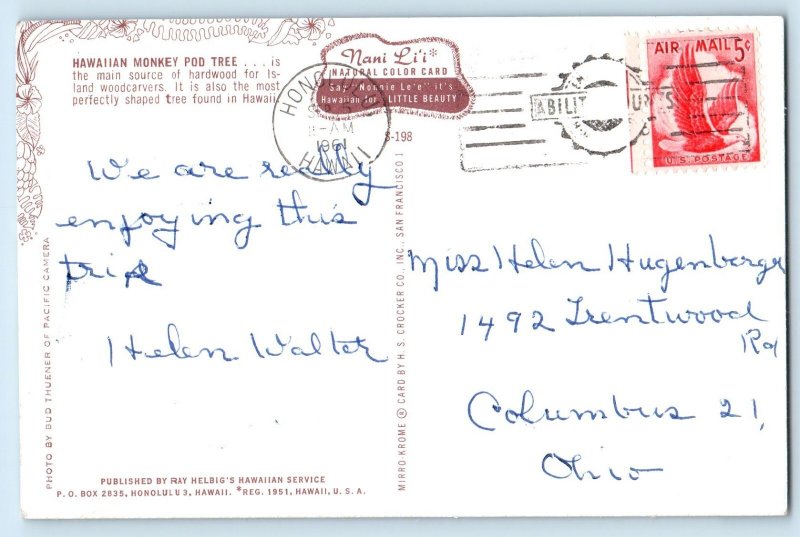 HAWAIIAN MONKEY POD TREE . . . is
the main source of hardwood for Is-
land woodcarvers. It is also the most
perfectly shaped tree found in Hawaii.
Nani Li'i*
NATURAL COLOR CARD
Say "Nonnie Le'e" it's
Hawaiian for "LITTLE BEAUTY"
S-198
HONOLULU
AM
1961
HAWAII
ABILIT
AIR MAIL 5¢
U.S. POSTAGE
We are really
enjoying this
trip
Helen Walter
Miss Helen Hugenberger
1492 Trentwood
Rd
Columbus 21,
Ohio
PHOTO BY BUD THUENER OF PACIFIC CAMERA
MIRRO-KROME ® CARD BY H. S. CROCKER CO., INC., SAN FRANCISCO 1
PUBLISHED BY RAY HELBIG'S HAWAIIAN SERVICE
P. O. BOX 2835, HONOLULU 3, HAWAII. *REG. 1951, HAWAII, U. S. A.